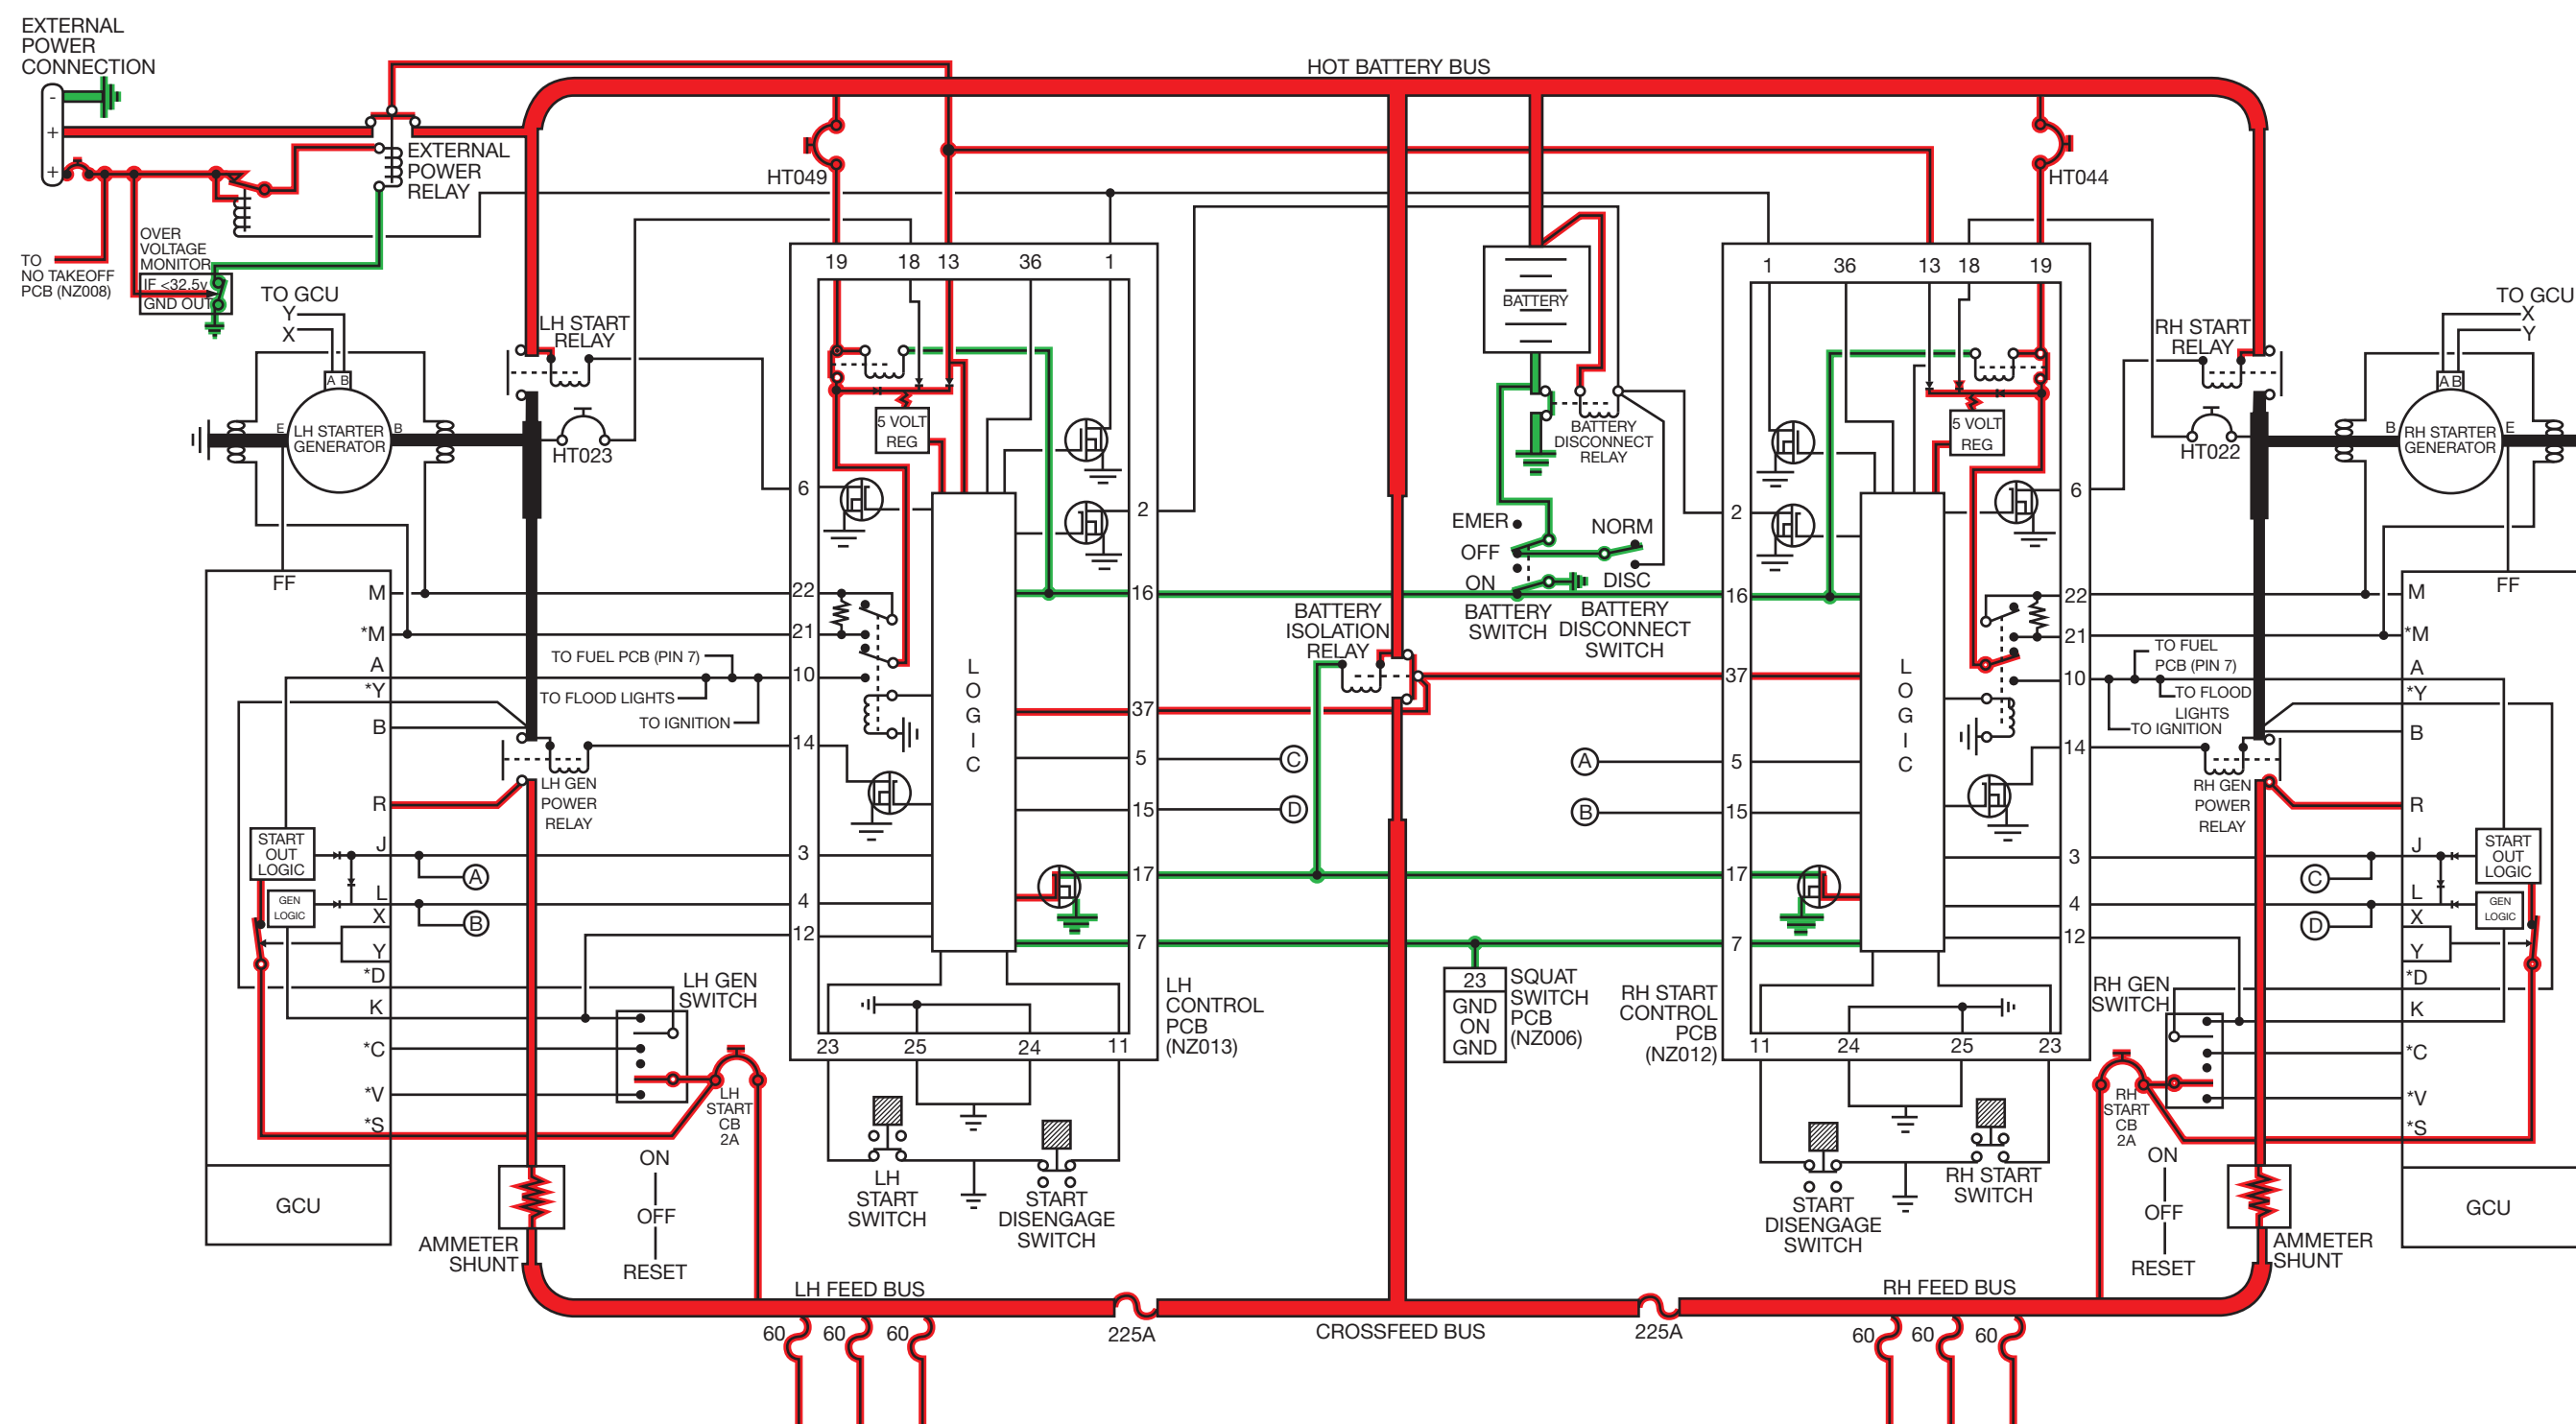 EXTERNAL
POWER
CONNECTION
-
+
+
EXTERNAL
POWER
RELAY
HOT BATTERY BUS
HT049
HT044
TO
NO TAKEOFF
PCB (NZ008)
OVER
VOLTAGE
MONITOR
IF <32.5v
GND OUT
TO GCU
Y
X
A B
E
LH STARTER
GENERATOR
B
LH START
RELAY
HT023
19 18 13 36 1
5 VOLT
REG
6
2
22
16
21
10
37
14
5
15
3
17
4
12
7
LOGIC
23 25 24 11
BATTERY
BATTERY
DISCONNECT
RELAY
EMER
OFF
ON
NORM
DISC
BATTERY
SWITCH
BATTERY
DISCONNECT
SWITCH
BATTERY
ISOLATION
RELAY
C
D
A
B
1 36 13 18 19
5 VOLT
REG
2
6
16
22
21
37
10
5
14
15
3
17
4
12
7
LOGIC
11 24 25 23
RH START
RELAY
HT022
TO GCU
X
Y
A B
B
RH STARTER
GENERATOR
E
FF
M
*M
A
*Y
B
R
J
L
X
Y
*D
K
*C
*V
*S
START
OUT
LOGIC
GEN
LOGIC
GCU
TO FUEL PCB (PIN 7)
TO FLOOD LIGHTS
TO IGNITION
LH GEN
POWER
RELAY
A
B
LH GEN
SWITCH
LH
START
CB
2A
ON
OFF
RESET
AMMETER
SHUNT
LH
CONTROL
PCB
(NZ013)
LH
START
SWITCH
START
DISENGAGE
SWITCH
23
GND
ON
GND
SQUAT
SWITCH
PCB
(NZ006)
RH START
CONTROL
PCB
(NZ012)
START
DISENGAGE
SWITCH
RH START
SWITCH
TO FUEL
PCB (PIN 7)
TO FLOOD
LIGHTS
TO IGNITION
RH GEN
POWER
RELAY
C
D
RH GEN
SWITCH
RH
START
CB
2A
ON
OFF
RESET
AMMETER
SHUNT
FF
M
*M
A
*Y
B
R
J
L
X
Y
*D
K
*C
*V
*S
START
OUT
LOGIC
GEN
LOGIC
GCU
LH FEED BUS
RH FEED BUS
60 60 60
225A
CROSSFEED BUS
225A
60 60 60